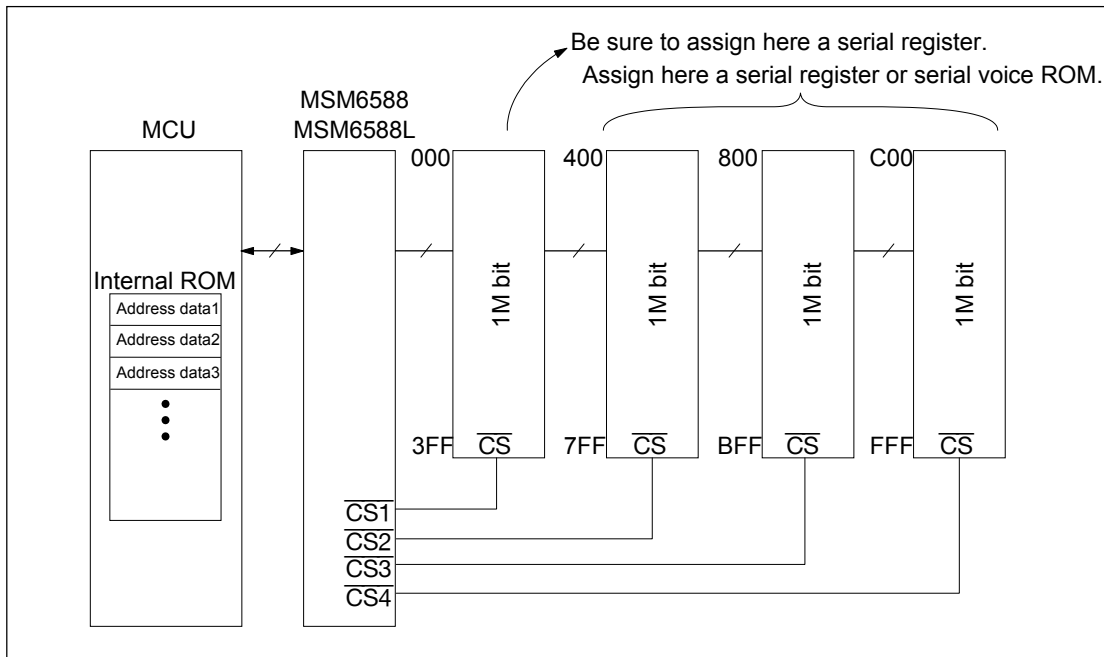 Be sure to assign here a serial register.
Assign here a serial register or serial voice ROM.
MCU
MSM6588
MSM6588L
000
400
800
C00
Internal ROM
Address data1
Address data2
Address data3
1M bit
1M bit
1M bit
1M bit
3FF
CS
7FF
CS
BFF
CS
FFF
CS
CS1
CS2
CS3
CS4